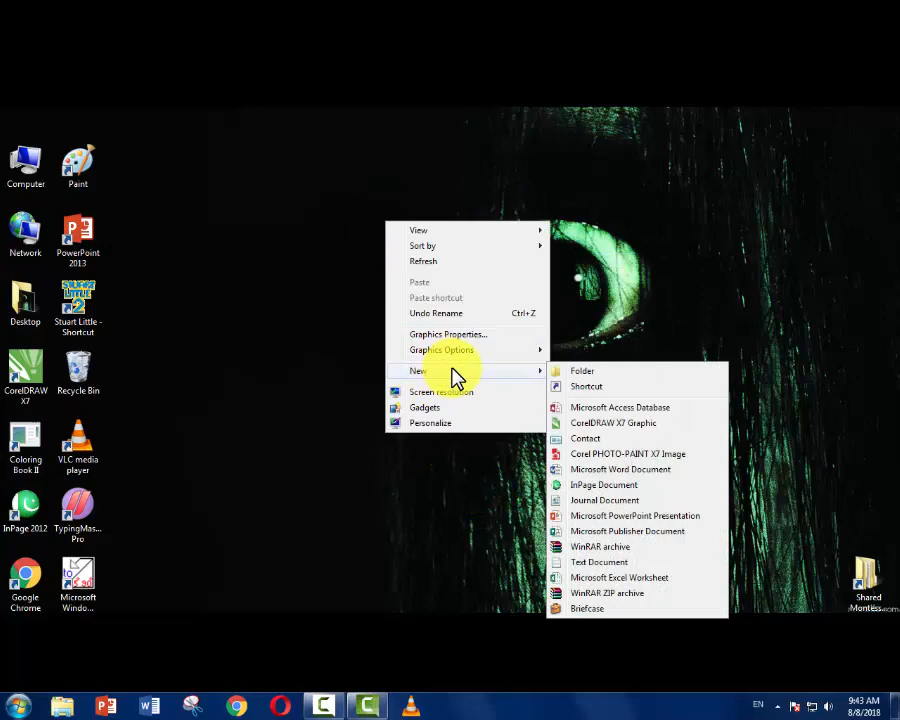 Computer
Paint
Network
PowerPoint
2013
Desktop
STUART
LITTLE
2
Stuart Little -
Shortcut
CorelDRAW
X7
Recycle Bin
Coloring
Book II
VLC media
player
InPage 2012
TypingMas...
Pro
Google
Chrome
to
Microsoft
Windo...
View
Sort by
Refresh
Paste
Paste shortcut
Undo Rename Ctrl+Z
Graphics Properties...
Graphics Options
New
Screen resolution
Gadgets
Personalize
Folder
Shortcut
Microsoft Access Database
CorelDRAW X7 Graphic
Contact
Corel PHOTO-PAINT X7 Image
Microsoft Word Document
InPage Document
Journal Document
Microsoft PowerPoint Presentation
Microsoft Publisher Document
WinRAR archive
Text Document
Microsoft Excel Worksheet
WinRAR ZIP archive
Briefcase
Shared
EN
9:43 AM
8/8/2018